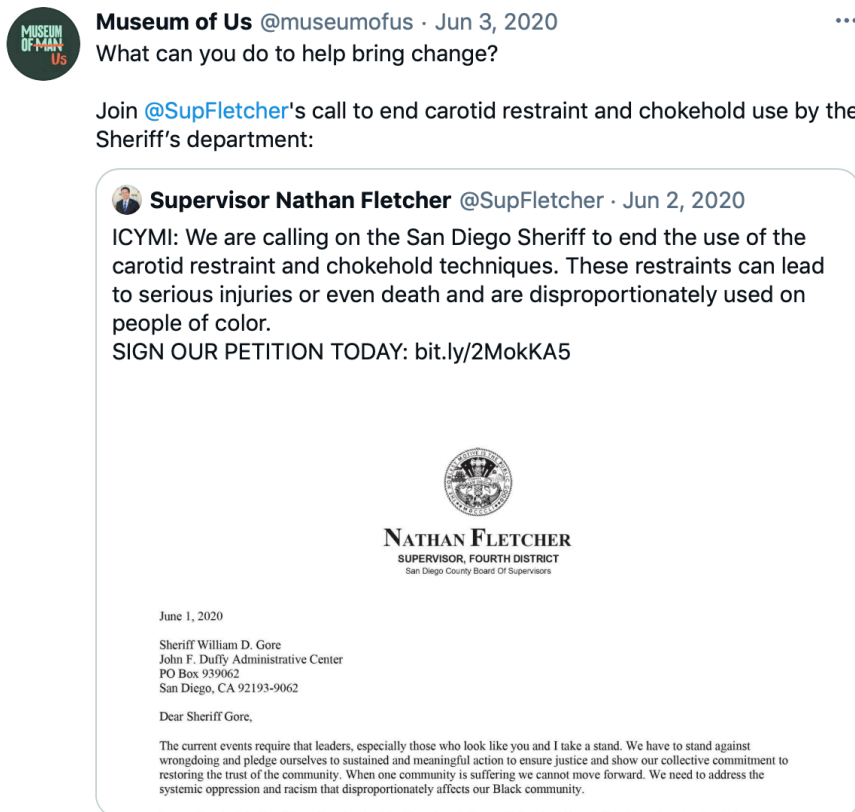 MUSEUM
OF MAN
Us
Museum of Us @museumofus · Jun 3, 2020
What can you do to help bring change?
Join @SupFletcher's call to end carotid restraint and chokehold use by the
Sheriff's department:
Supervisor Nathan Fletcher @SupFletcher · Jun 2, 2020
ICYMI: We are calling on the San Diego Sheriff to end the use of the
carotid restraint and chokehold techniques. These restraints can lead
to serious injuries or even death and are disproportionately used on
people of color.
SIGN OUR PETITION TODAY: bit.ly/2MokKA5
NATHAN FLETCHER
SUPERVISOR, FOURTH DISTRICT
San Diego County Board Of Supervisors
June 1, 2020
Sheriff William D. Gore
John F. Duffy Administrative Center
PO Box 939062
San Diego, CA 92193-9062
Dear Sheriff Gore,
The current events require that leaders, especially those who look like you and I take a stand. We have to stand against
wrongdoing and pledge ourselves to sustained and meaningful action to ensure justice and show our collective commitment to
restoring the trust of the community. When one community is suffering we cannot move forward. We need to address the
systemic oppression and racism that disproportionately affects our Black community.